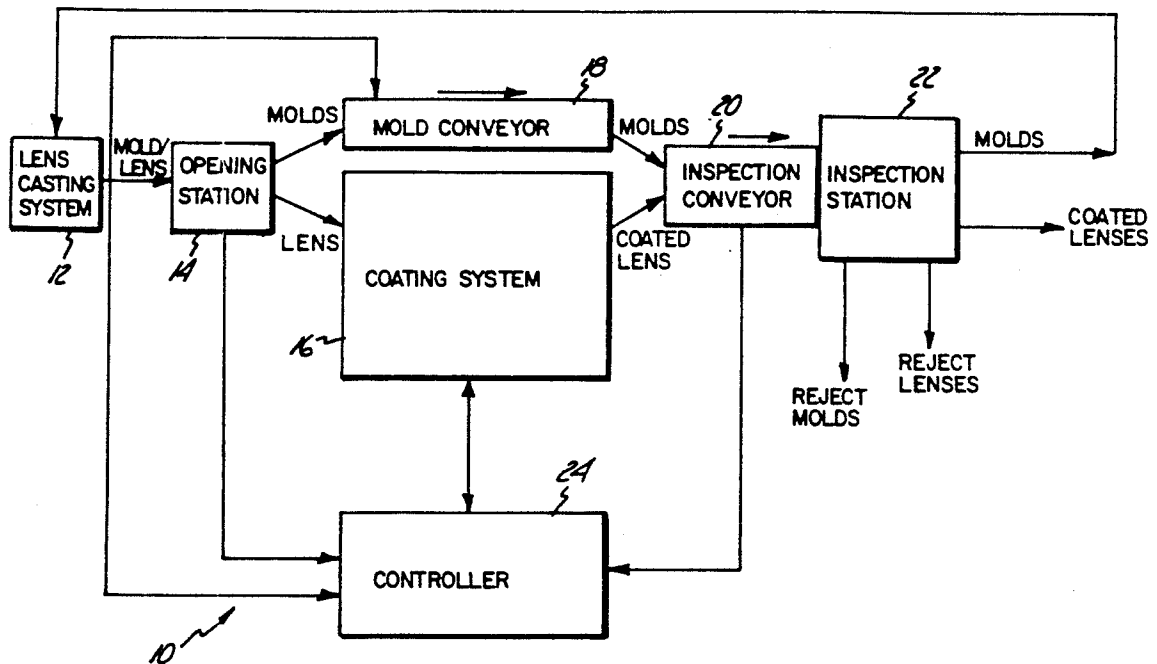 18
22
MOLDS
MOLD CONVEYOR
MOLDS
20
MOLDS
LENS
CASTING
SYSTEM
MOLD/
LENS
OPENING
STATION
INSPECTION
CONVEYOR
INSPECTION
STATION
12
14
LENS
COATING SYSTEM
COATED
LENS
COATED
LENSES
16
REJECT
MOLDS
REJECT
LENSES
24
CONTROLLER
10